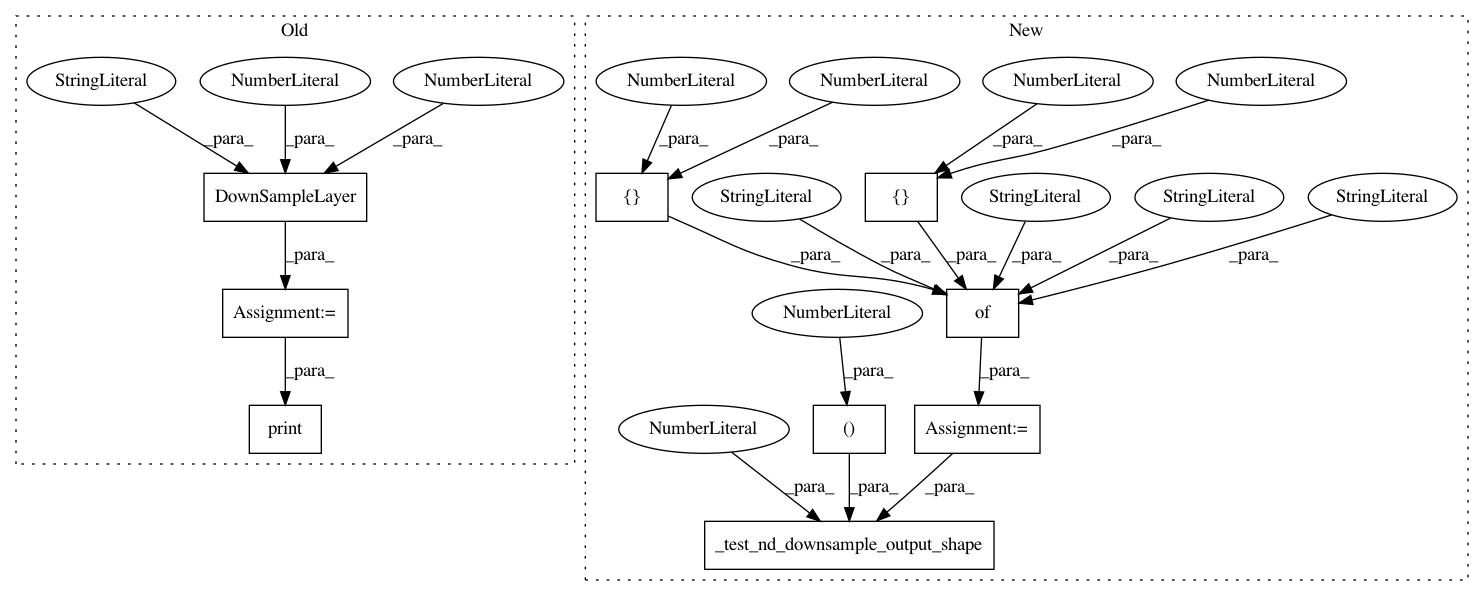 Old
New
StringLiteral
NumberLiteral
NumberLiteral
NumberLiteral
NumberLiteral
NumberLiteral
NumberLiteral
_para_
_para_
_para_
_para_
_para_
_para_
_para_
DownSampleLayer
{}
StringLiteral
{}
StringLiteral
StringLiteral
StringLiteral
_para_
_para_
_para_
_para_
_para_
_para_
_para_
Assignment:=
NumberLiteral
of
_para_
_para_
_para_
print
NumberLiteral
()
Assignment:=
_para_
_para_
_para_
_test_nd_downsample_output_shape